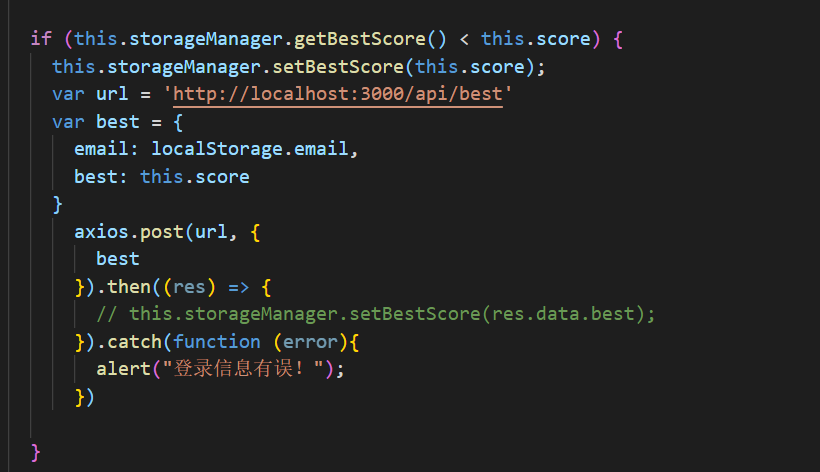 if (this.storageManager.getBestScore() < this.score) {
this.storageManager.setBestScore(this.score);
var url = 'http://localhost:3000/api/best'
var best = {
email: localStorage.email,
best: this.score
}
axios.post(url, {
best
}).then((res) => {
// this.storageManager.setBestScore(res.data.best);
}).catch(function (error){
alert("登录信息有误！");
})
}